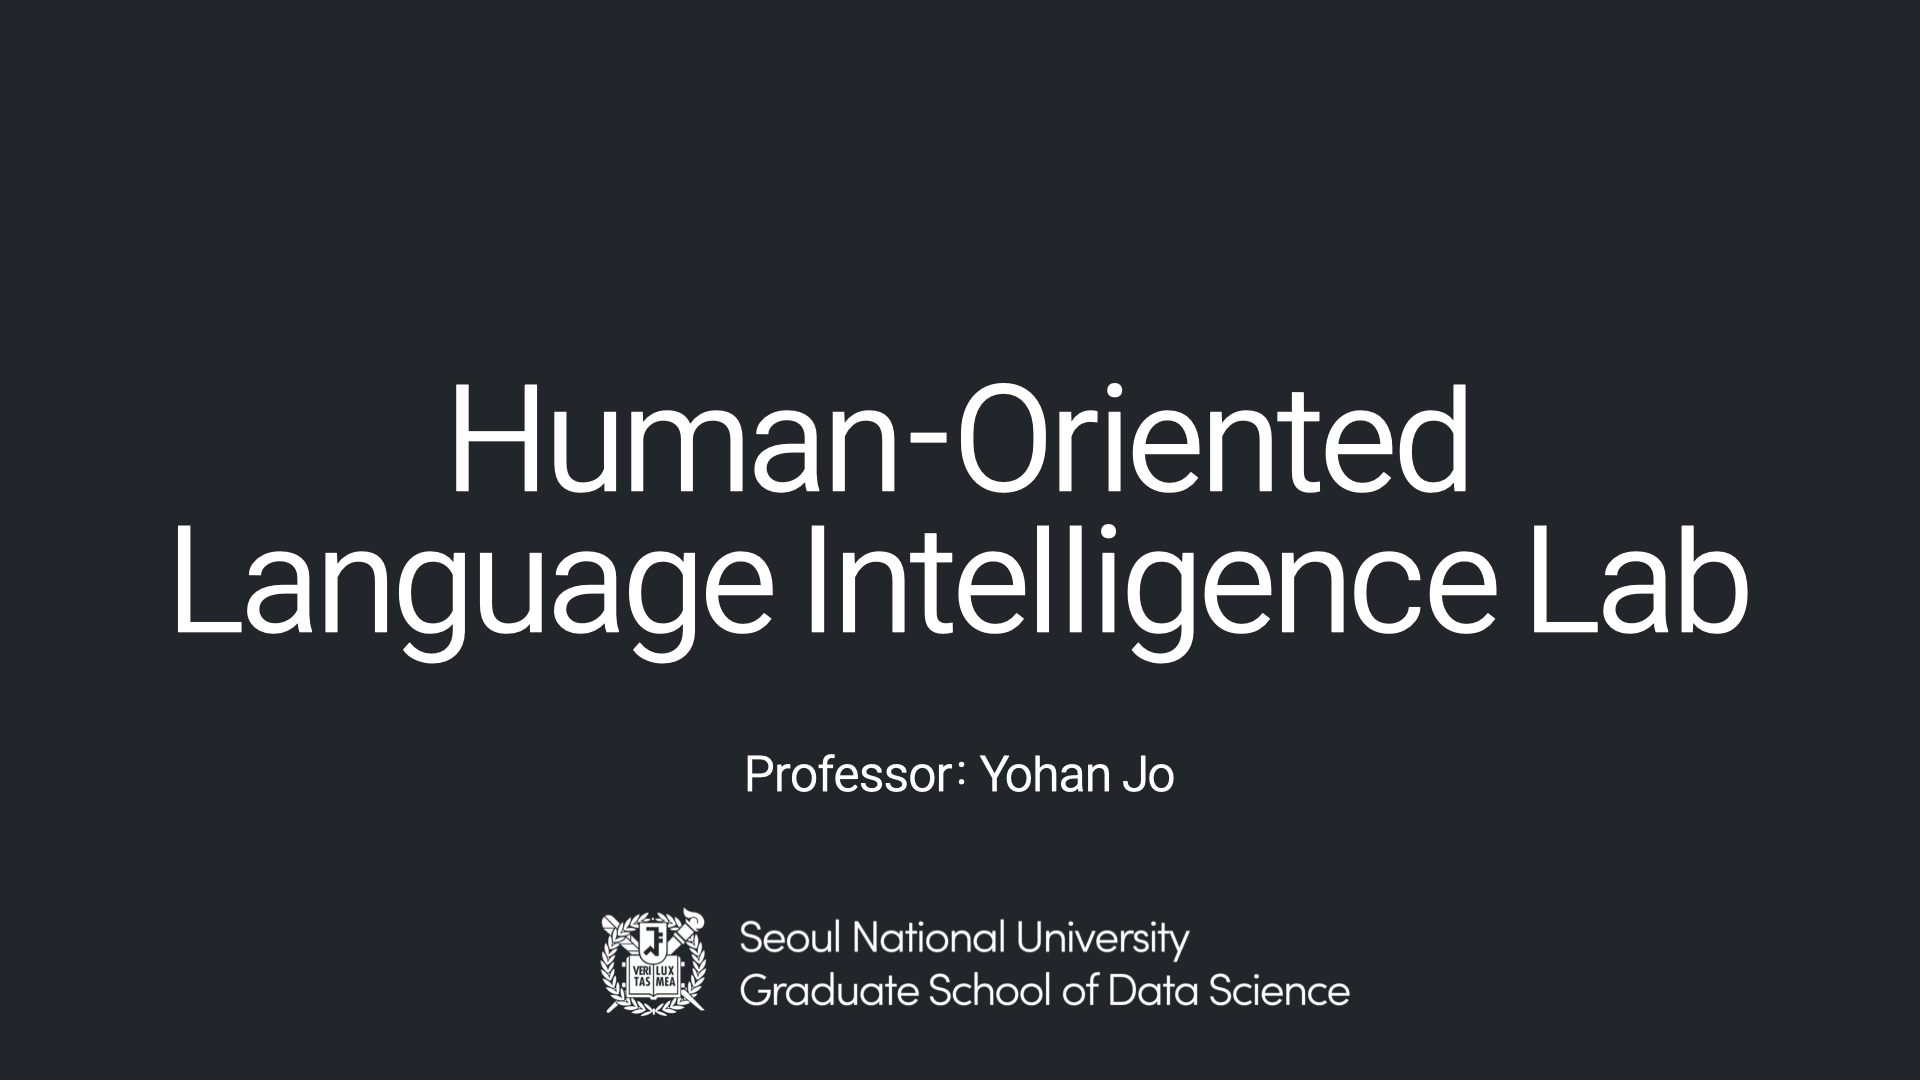 Human-Oriented
Language Intelligence Lab
Professor: Yohan Jo
VERI LUX
TAS MEA
Seoul National University
Graduate School of Data Science